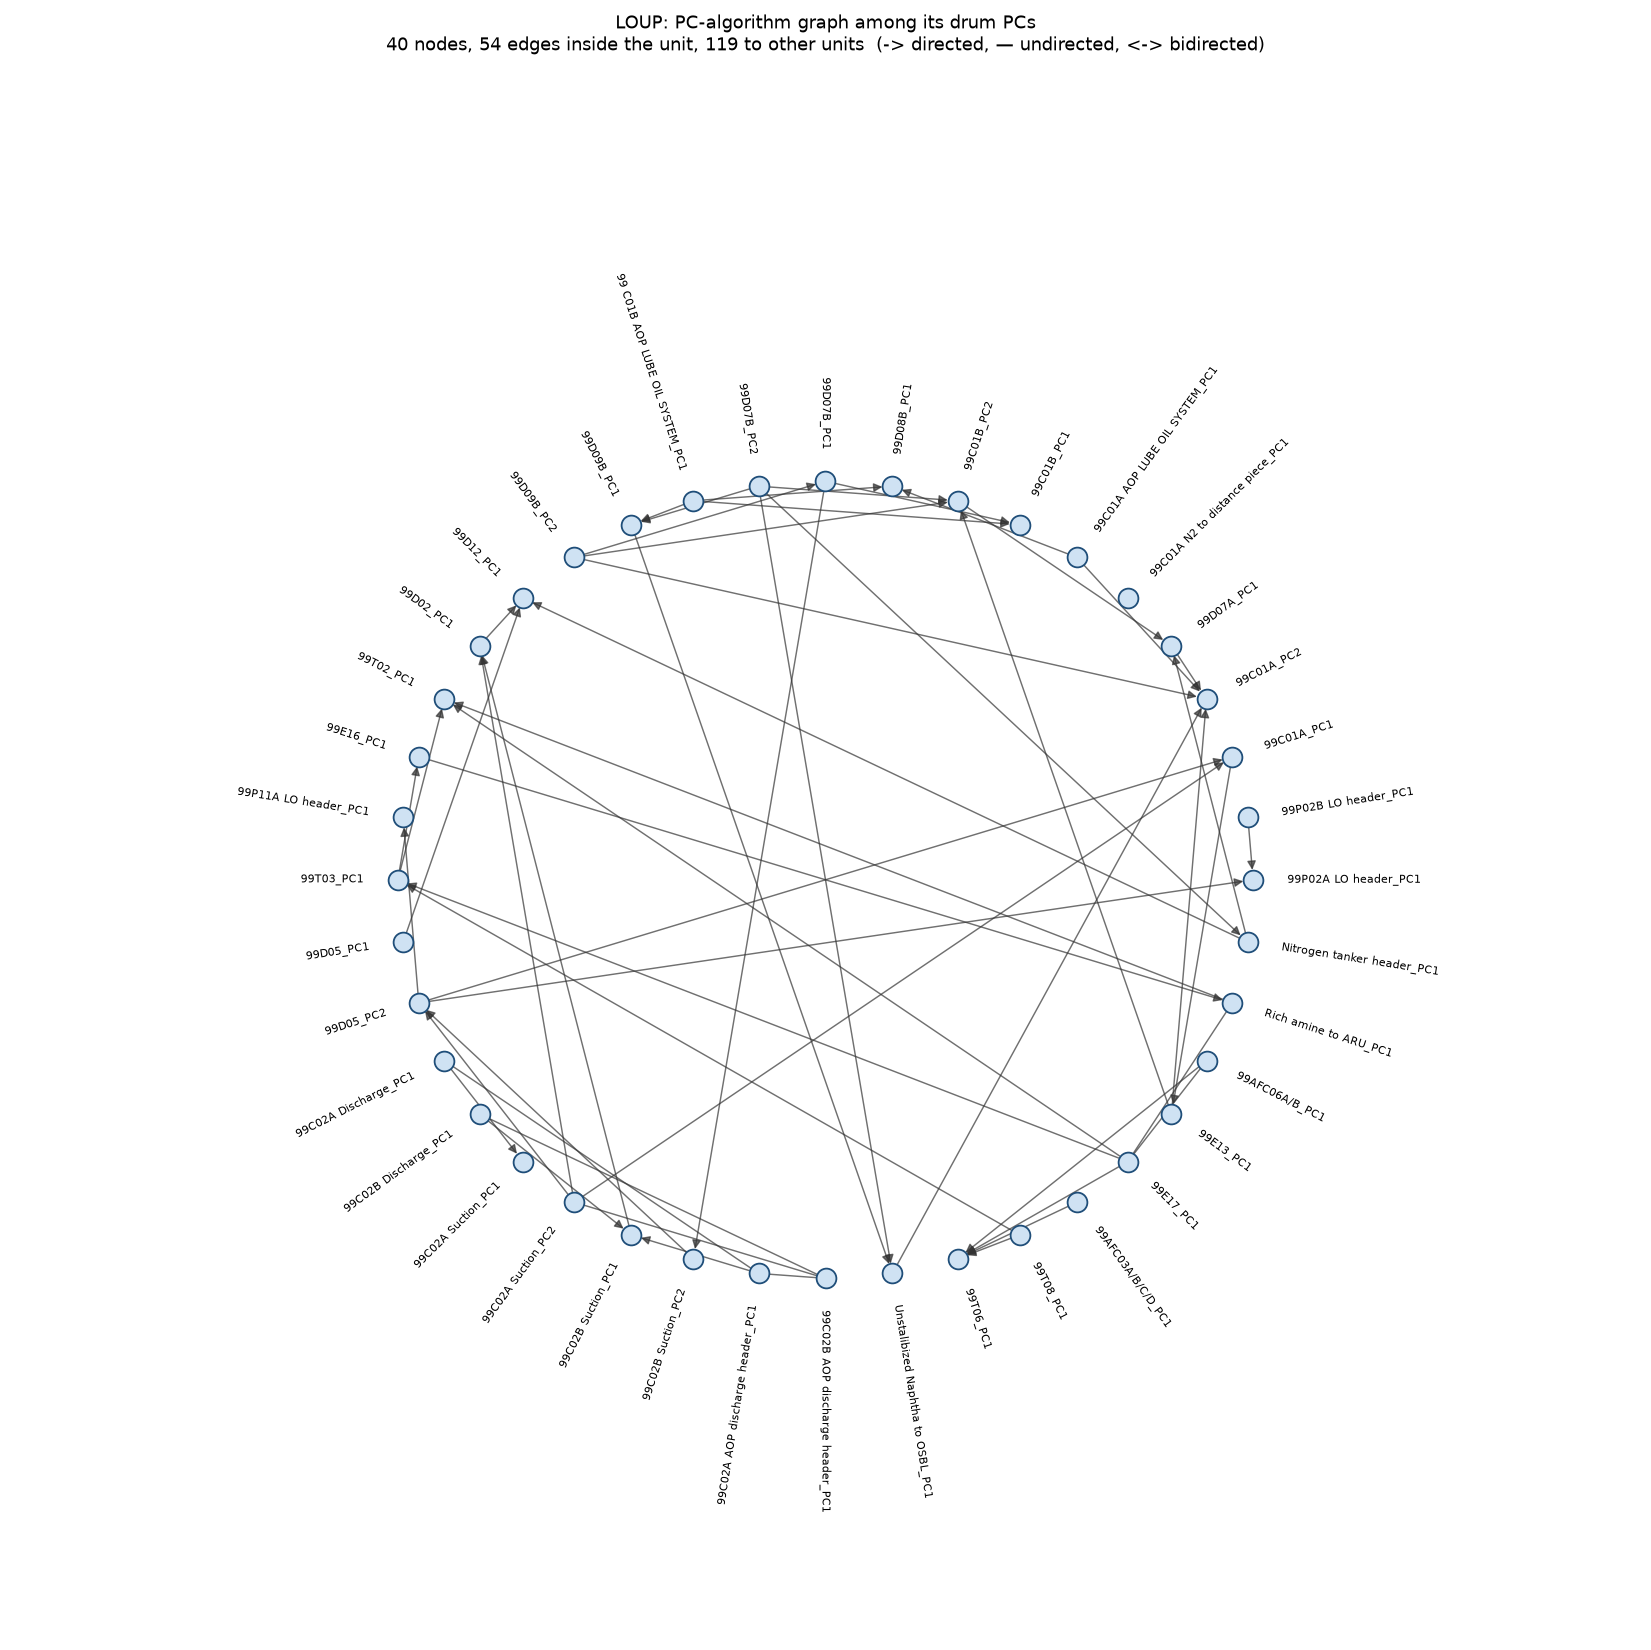 LOUP: PC-algorithm graph among its drum PCs
40 nodes, 54 edges inside the unit, 119 to other units  (-> directed, — undirected, <-> bidirected)
99 C01B AOP LUBE OIL SYSTEM_PC1
99D07B_PC2
99D07B_PC1
99D08B_PC1
99C01B_PC2
99C01B_PC1
99C01A AOP LUBE OIL SYSTEM_PC1
99C01A N2 to distance piece_PC1
99D07A_PC1
99C01A_PC2
99C01A_PC1
99P02B LO header_PC1
99P02A LO header_PC1
Nitrogen tanker header_PC1
Rich amine to ARU_PC1
99AFC06A/B_PC1
99E13_PC1
99E17_PC1
99AFC03A/B/C/D_PC1
99T08_PC1
99T06_PC1
Unstalibized Naphtha to OSBL_PC1
99C02B AOP discharge header_PC1
99C02A AOP discharge header_PC1
99C02B Suction_PC2
99C02B Suction_PC1
99C02A Suction_PC2
99C02A Suction_PC1
99C02B Discharge_PC1
99C02A Discharge_PC1
99D05_PC2
99D05_PC1
99T03_PC1
99P11A LO header_PC1
99E16_PC1
99T02_PC1
99D02_PC1
99D12_PC1
99D09B_PC2
99D09B_PC1